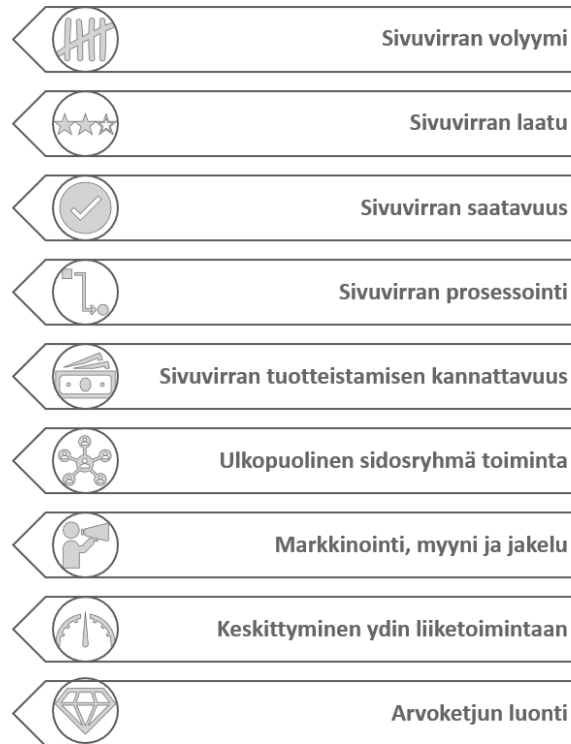 Sivuvirran volyymi
Sivuvirran laatu
Sivuvirran saatavuus
Sivuvirran prosessointi
Sivuvirran tuotteistamisen kannattavuus
Ulkopuolinen sidosryhmä toiminta
Markkinointi, myyni ja jakelu
Keskittyminen ydin liiketoimintaan
Arvoketjun luonti